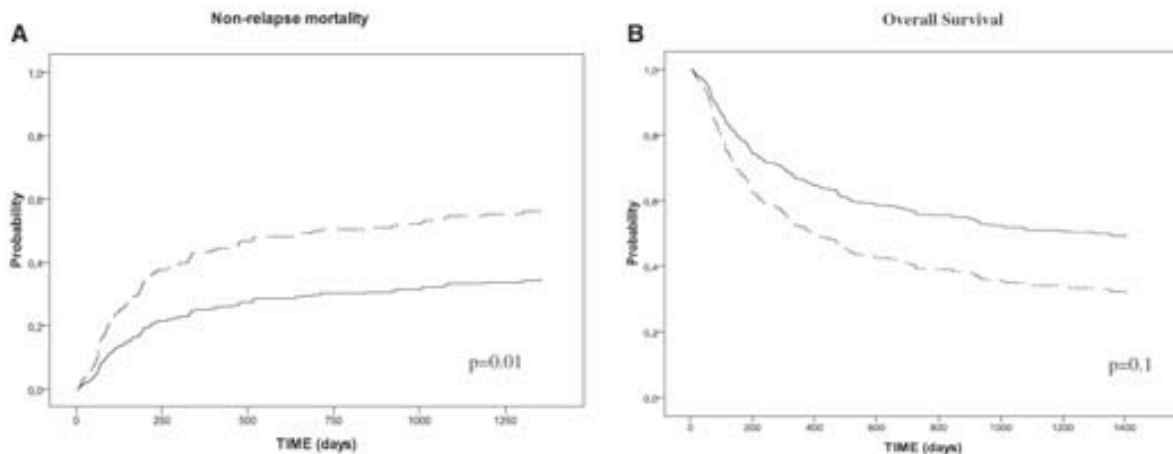 Non-relapse mortality
A
Probability
1,0
0,8
0,6
0,4
0,2
0,0
p=0.01
0 250 500 750 1000 1250
TIME (days)
Overall Survival
B
Probability
1,0
0,8
0,6
0,4
0,2
0,0
p=0.1
0 200 400 600 800 1000 1200 1400
TIME (days)